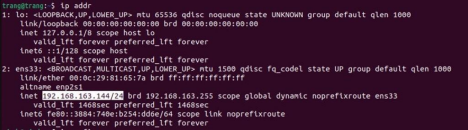 trang@trang:~$ ip addr
1: lo: <LOOPBACK,UP,LOWER_UP> mtu 65536 qdisc noqueue state UNKNOWN group default qlen 1000
link/loopback 00:00:00:00:00:00 brd 00:00:00:00:00:00
inet 127.0.0.1/8 scope host lo
valid_lft forever preferred_lft forever
inet6 ::1/128 scope host
valid_lft forever preferred_lft forever
2: ens33: <BROADCAST,MULTICAST,UP,LOWER_UP> mtu 1500 qdisc fq_codel state UP group default qlen 1000
link/ether 00:0c:29:81:65:7a brd ff:ff:ff:ff:ff:ff
altname enp2s1
inet 192.168.163.144/24 brd 192.168.163.255 scope global dynamic noprefixroute ens33
valid_lft 1468sec preferred_lft 1468sec
inet6 fe80::3884:740e:b254:dd6e/64 scope link noprefixroute
valid_lft forever preferred_lft forever